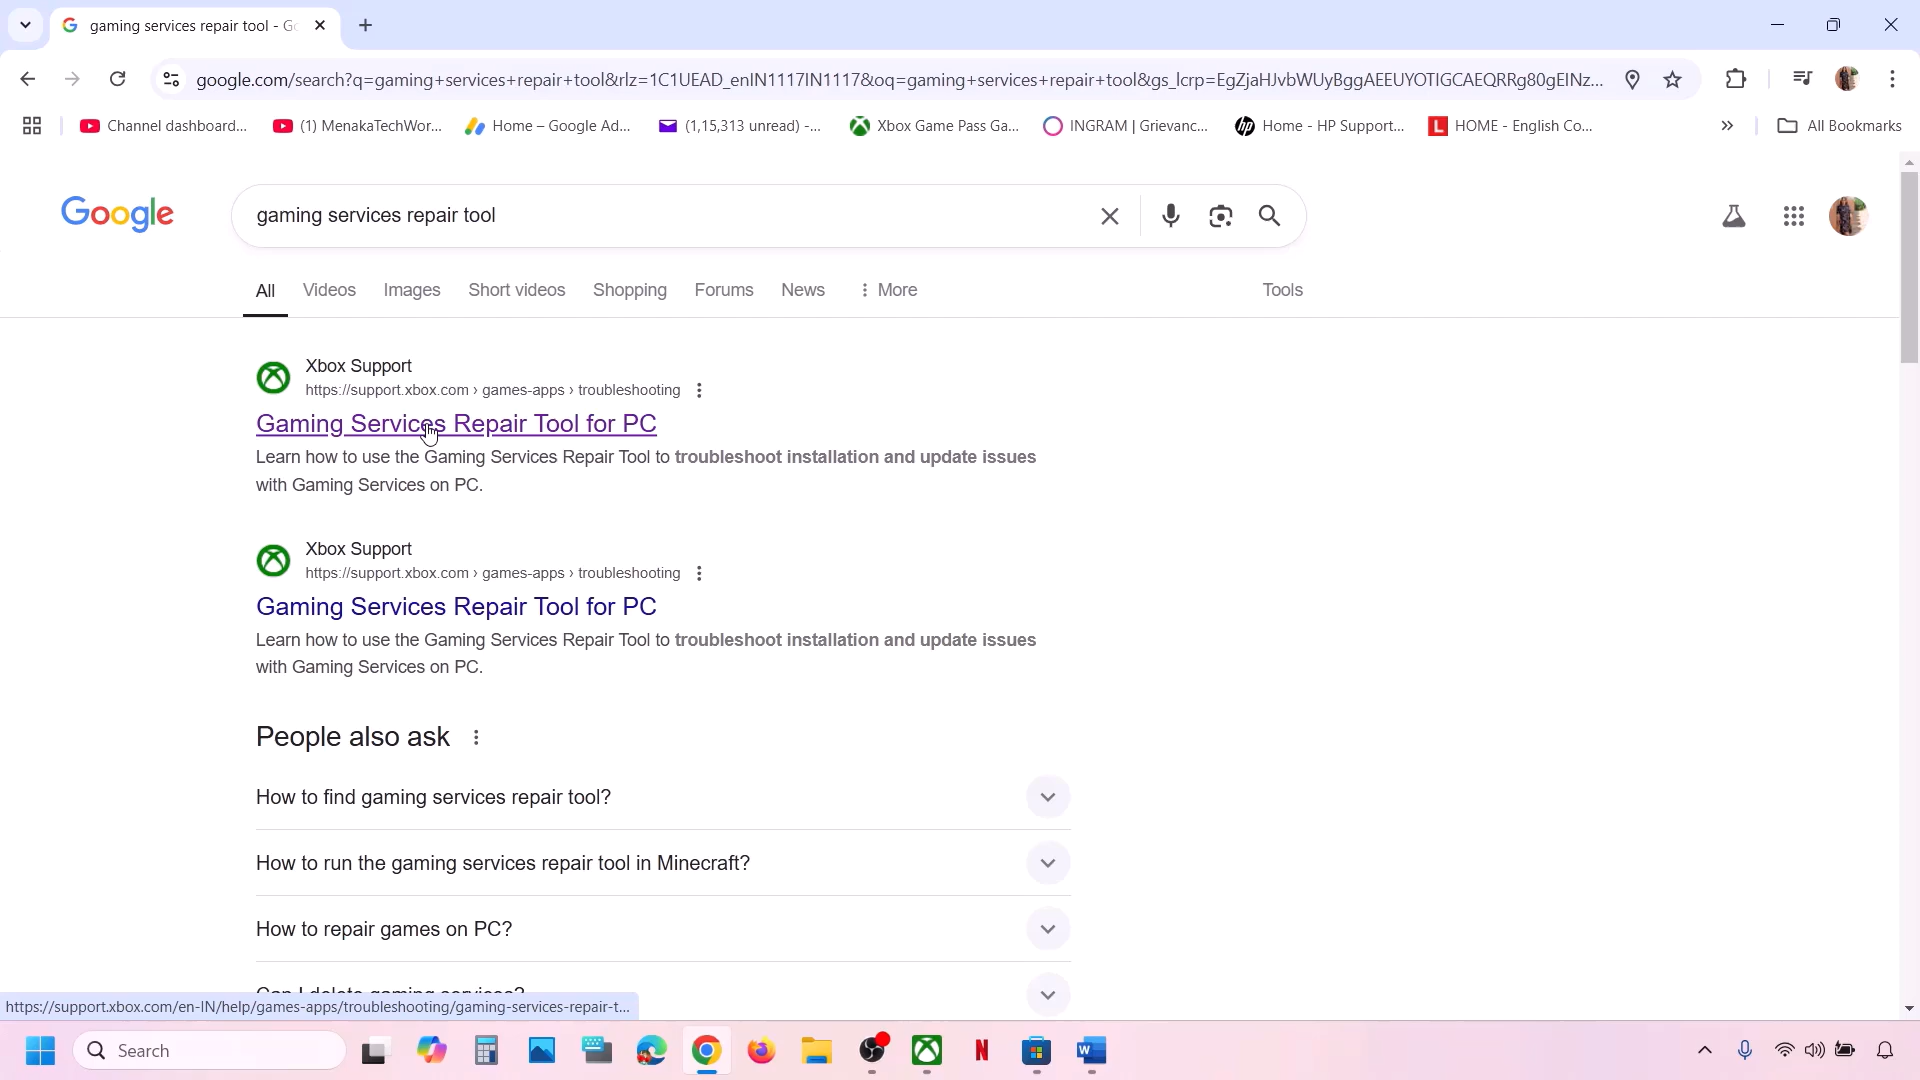 gaming services repair tool - Go
google.com/search?q=gaming+services+repair+tool&rlz=1C1UEAD_enIN1117IN1117&oq=gaming+services+repair+tool&gs_lcrp=EgZjaHJvbWUyBggAEEUYOTIGCAEQRRg80gEINz...
Channel dashboard...
(1) MenakaTechWor...
Home – Google Ad...
(1,15,313 unread) -...
Xbox Game Pass Ga...
INGRAM | Grievanc...
Home - HP Support...
HOME - English Co...
All Bookmarks
Google
gaming services repair tool
All
Videos
Images
Short videos
Shopping
Forums
News
More
Tools
Xbox Support
https://support.xbox.com › games-apps › troubleshooting
Gaming Services Repair Tool for PC
Learn how to use the Gaming Services Repair Tool to troubleshoot installation and update issues
with Gaming Services on PC.
Xbox Support
https://support.xbox.com › games-apps › troubleshooting
Gaming Services Repair Tool for PC
Learn how to use the Gaming Services Repair Tool to troubleshoot installation and update issues
with Gaming Services on PC.
People also ask
How to find gaming services repair tool?
How to run the gaming services repair tool in Minecraft?
How to repair games on PC?
Can I delete gaming services?
https://support.xbox.com/en-IN/help/games-apps/troubleshooting/gaming-services-repair-t...
Search